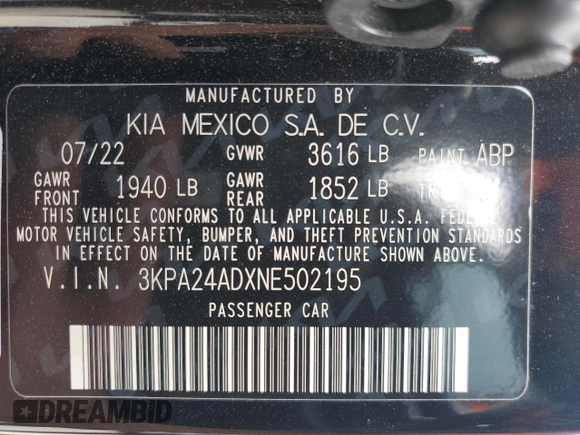 MANUFACTURED BY
KIA MEXICO S.A. DE C.V.
07/22 GVWR 3616 LB PAINT ABP
GAWR FRONT 1940 LB GAWR REAR 1852 LB
THIS VEHICLE CONFORMS TO ALL APPLICABLE U.S.A.
MOTOR VEHICLE SAFETY, BUMPER, AND THEFT PREVENTION STANDARDS
IN EFFECT ON THE DATE OF MANUFACTURE SHOWN ABOVE.
V.I.N. 3KPA24ADXNE502195
PASSENGER CAR
DREAMBID